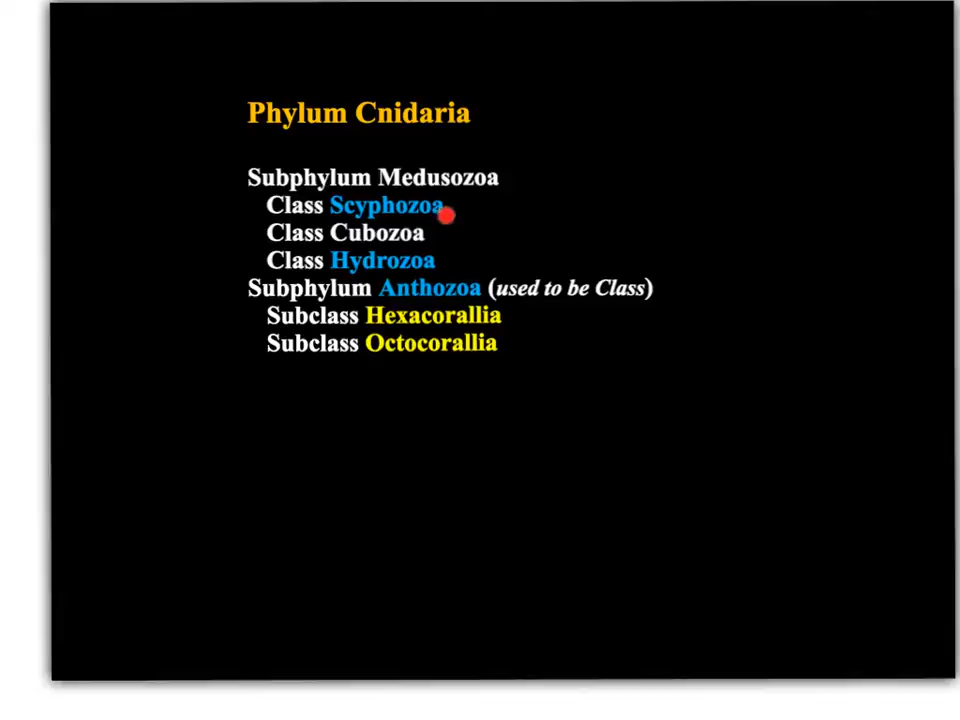 Phylum Cnidaria
Subphylum Medusozoa
Class Scyphozoa
Class Cubozoa
Class Hydrozoa
Subphylum Anthozoa (used to be Class)
Subclass Hexacorallia
Subclass Octocorallia